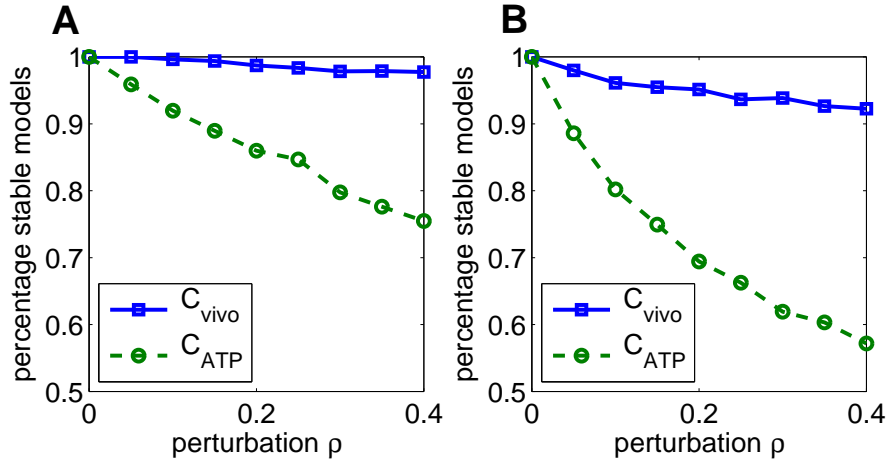 A
percentage stable models
1
0.9
0.8
0.7
0.6
0.5
0
0.2
0.4
perturbation ρ
C_vivo
C_ATP
B
percentage stable models
1
0.9
0.8
0.7
0.6
0.5
0
0.2
0.4
perturbation ρ
C_vivo
C_ATP